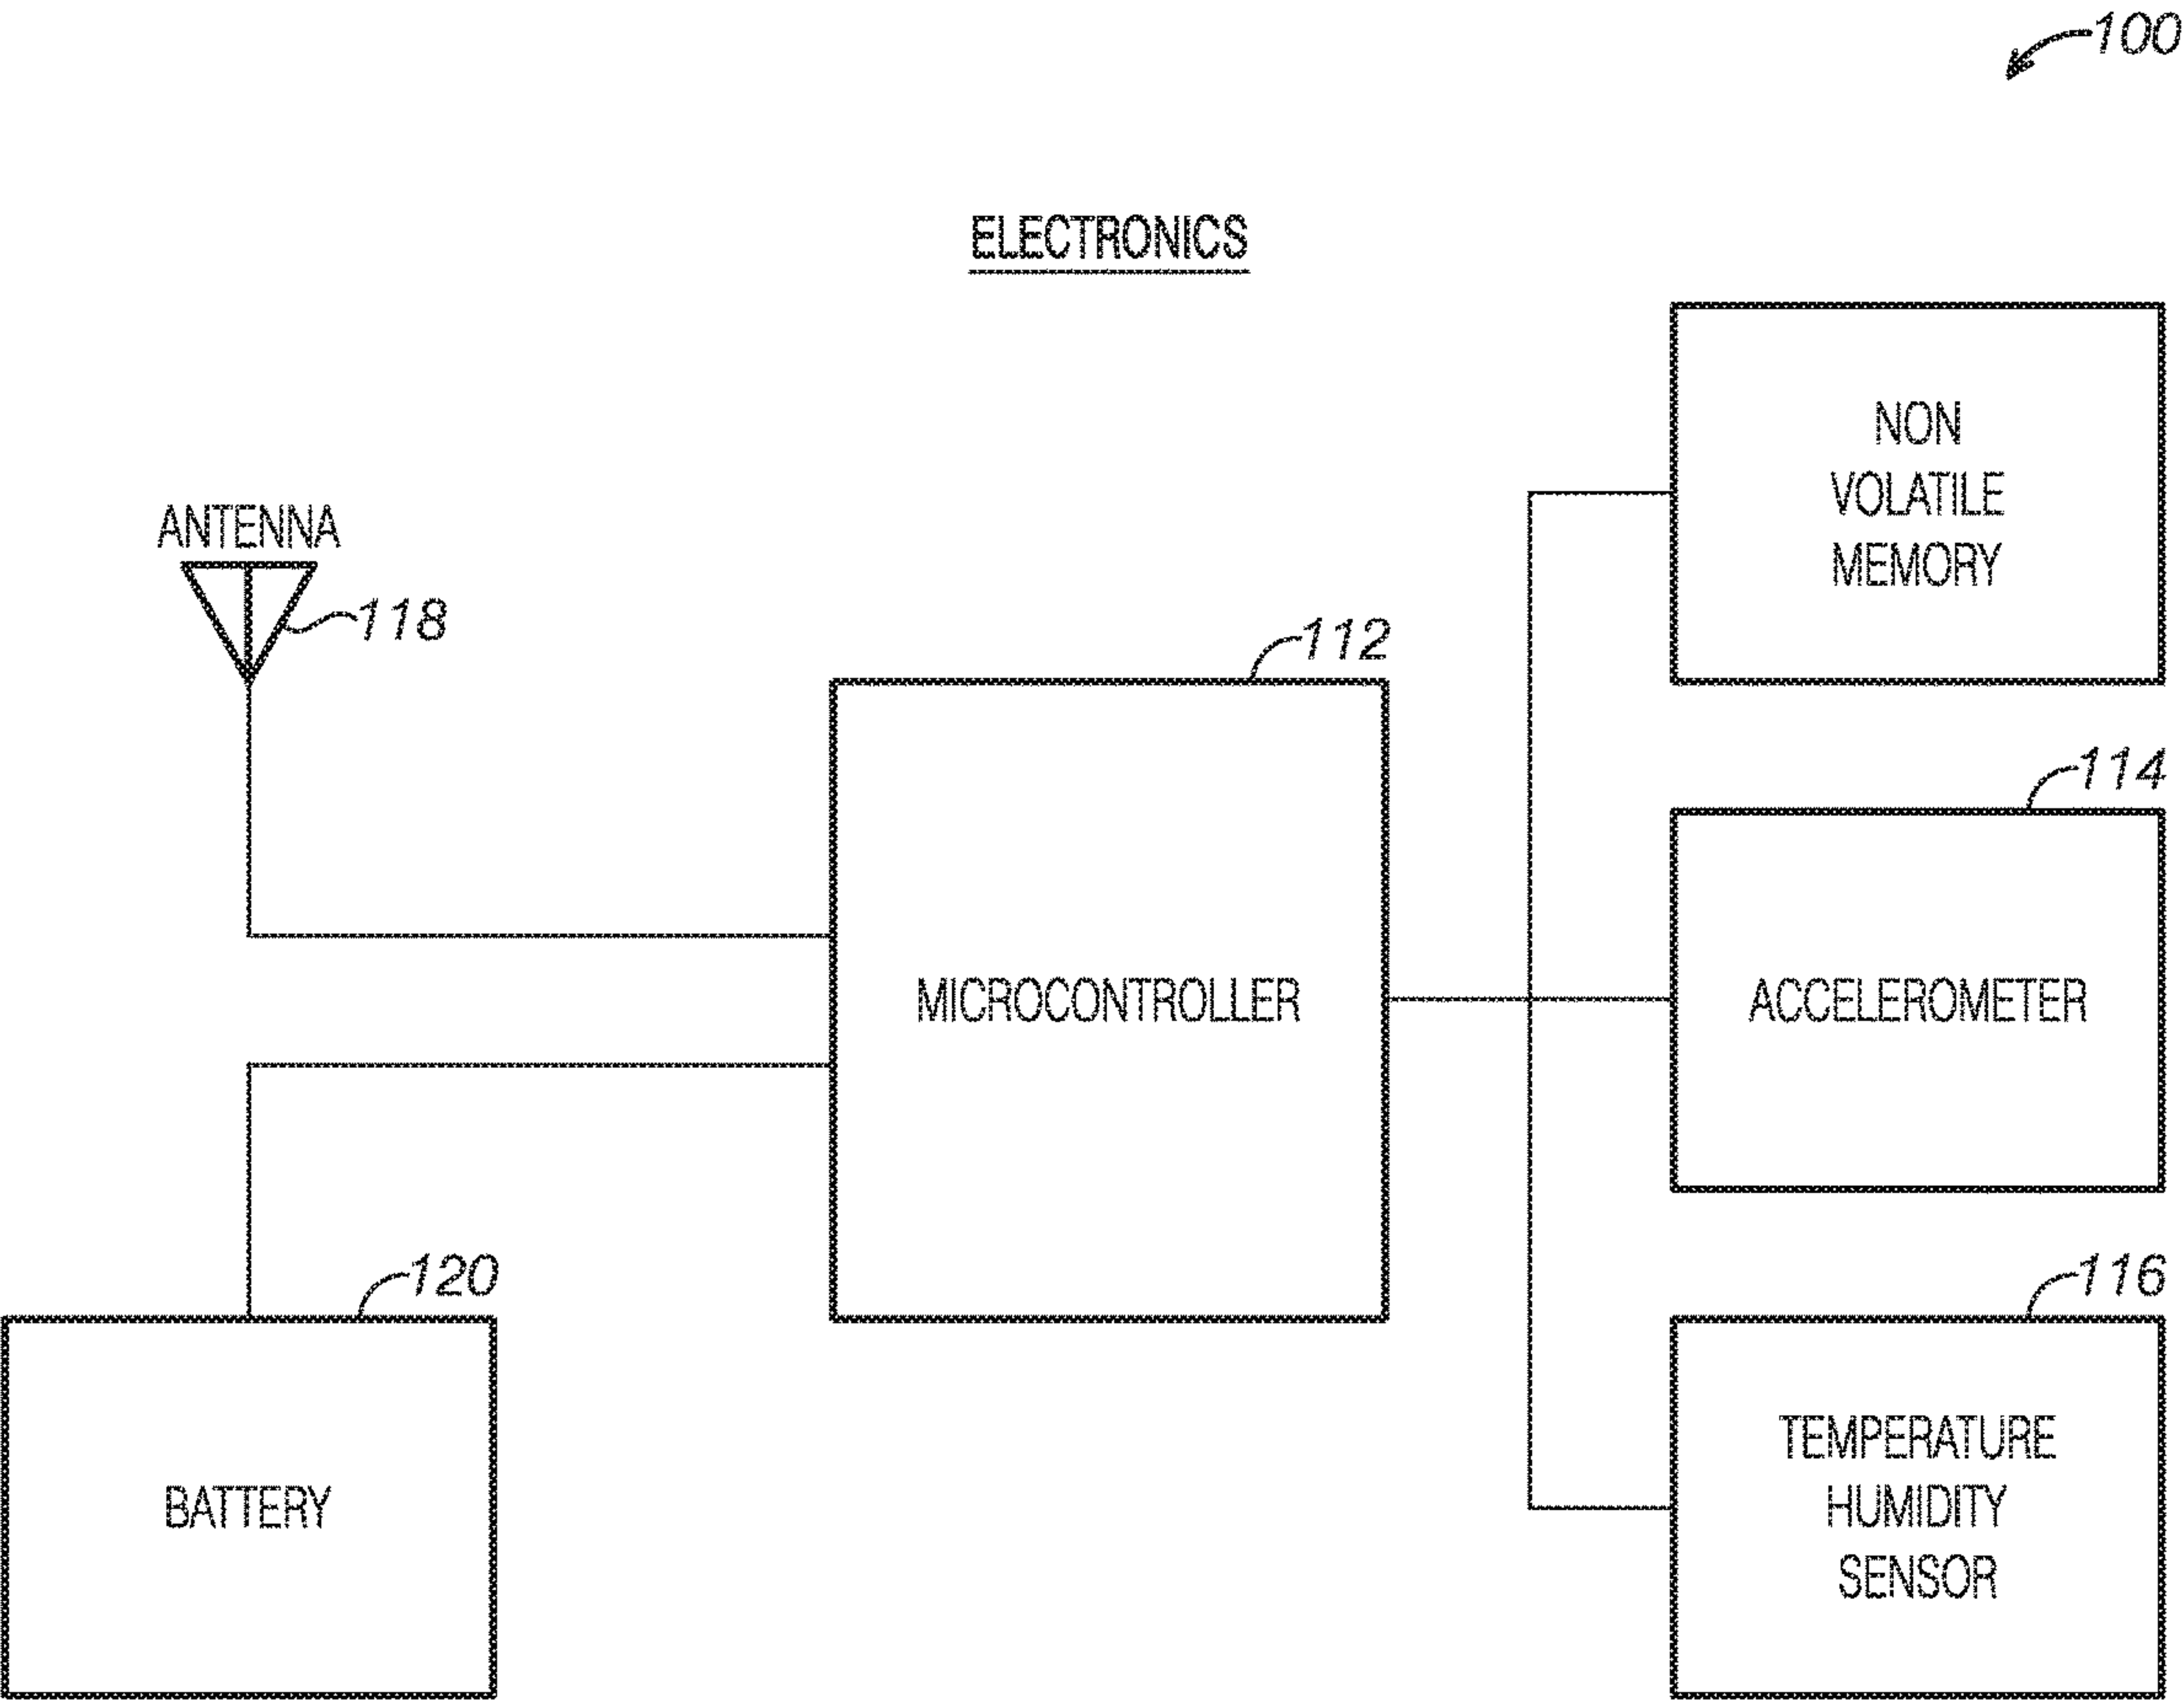 100
ELECTRONICS
NON
VOLATILE
MEMORY
ANTENNA
118
112
114
MICROCONTROLLER
ACCELEROMETER
120
116
BATTERY
TEMPERATURE
HUMIDITY
SENSOR